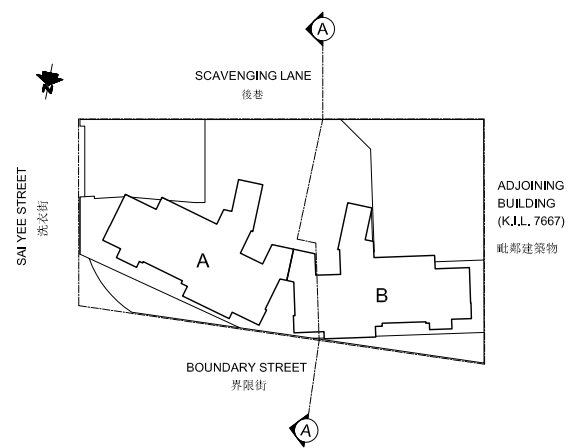 A
SCAVENGING LANE
後巷
SAI YEE STREET
洗衣街
ADJOINING
BUILDING
(K.I.L. 7667)
毗鄰建築物
A
B
BOUNDARY STREET
界限街
A